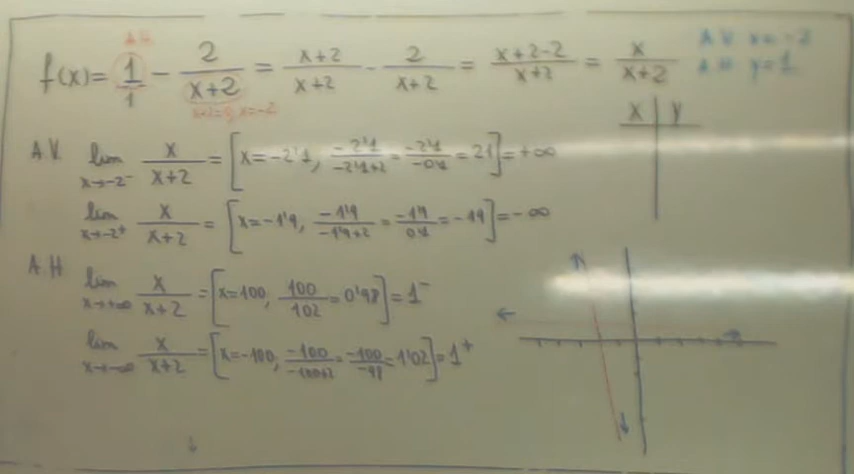 A.H.
f(x) = 1/1 - 2/(x+2) = (x+2)/(x+2) - 2/(x+2) = (x+2-2)/(x+2) = x/(x+2)
x+2=0, x=-2
A.V. x=-2
A.H. y=1
x | y
A.V. lim x→-2⁻ x/(x+2) = [x=-2'1, -2'1/(-2'1+2) = -2'1/-0'1 = 21] = +∞
lim x→-2⁺ x/(x+2) = [x=-1'9, -1'9/(-1'9+2) = -1'9/0'1 = -19] = -∞
A.H. lim x→+∞ x/(x+2) = [x=100, 100/102 = 0'98] = 1⁻
lim x→-∞ x/(x+2) = [x=-100, -100/(-100+2) = -100/-98 = 1'02] = 1⁺